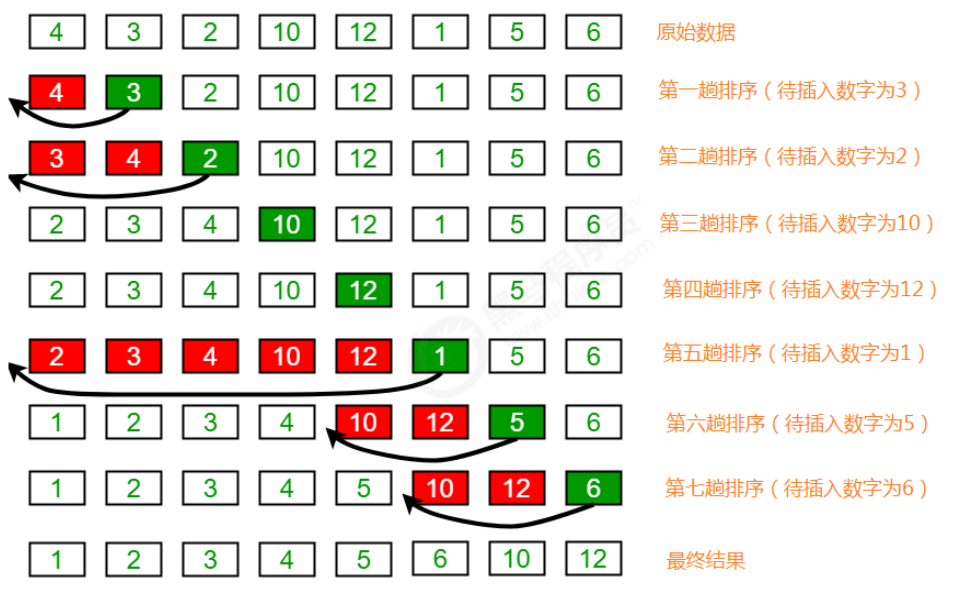 4 3 2 10 12 1 5 6 原始数据
4 3 2 10 12 1 5 6 第一趟排序（待插入数字为3）
3 4 2 10 12 1 5 6 第二趟排序（待插入数字为2）
2 3 4 10 12 1 5 6 第三趟排序（待插入数字为10）
2 3 4 10 12 1 5 6 第四趟排序（待插入数字为12）
2 3 4 10 12 1 5 6 第五趟排序（待插入数字为1）
1 2 3 4 10 12 5 6 第六趟排序（待插入数字为5）
1 2 3 4 5 10 12 6 第七趟排序（待插入数字为6）
1 2 3 4 5 6 10 12 最终结果